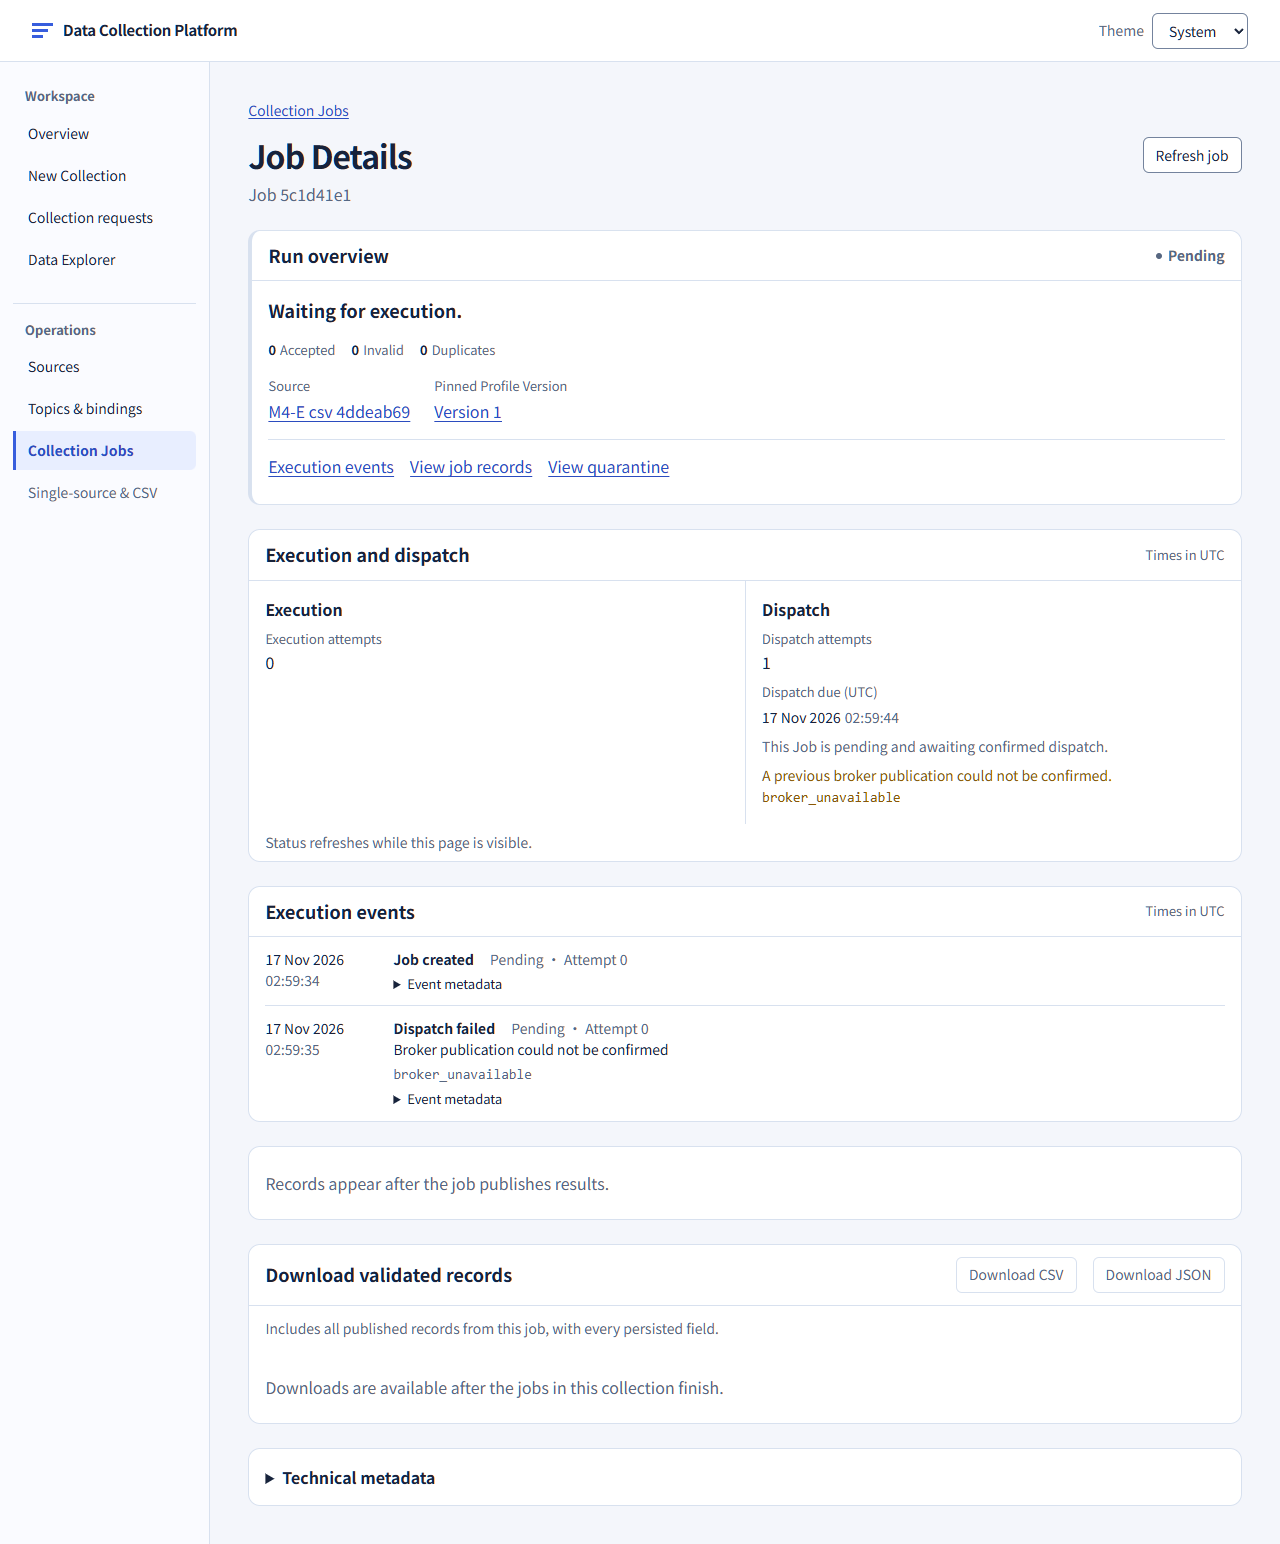 Data Collection Platform
Theme
System
Workspace
Overview
New Collection
Collection requests
Data Explorer
Operations
Sources
Topics & bindings
Collection Jobs
Single-source & CSV
Collection Jobs
Job Details
Refresh job
Job 5c1d41e1
Run overview
• Pending
Waiting for execution.
0 Accepted 0 Invalid 0 Duplicates
Source
M4-E csv 4ddeab69
Pinned Profile Version
Version 1
Execution events View job records View quarantine
Execution and dispatch
Times in UTC
Execution
Execution attempts
0
Dispatch
Dispatch attempts
1
Dispatch due (UTC)
17 Nov 2026 02:59:44
This Job is pending and awaiting confirmed dispatch.
A previous broker publication could not be confirmed.
broker_unavailable
Status refreshes while this page is visible.
Execution events
Times in UTC
17 Nov 2026
02:59:34
Job created Pending • Attempt 0
Event metadata
17 Nov 2026
02:59:35
Dispatch failed Pending • Attempt 0
Broker publication could not be confirmed
broker_unavailable
Event metadata
Records appear after the job publishes results.
Download validated records
Download CSV
Download JSON
Includes all published records from this job, with every persisted field.
Downloads are available after the jobs in this collection finish.
Technical metadata